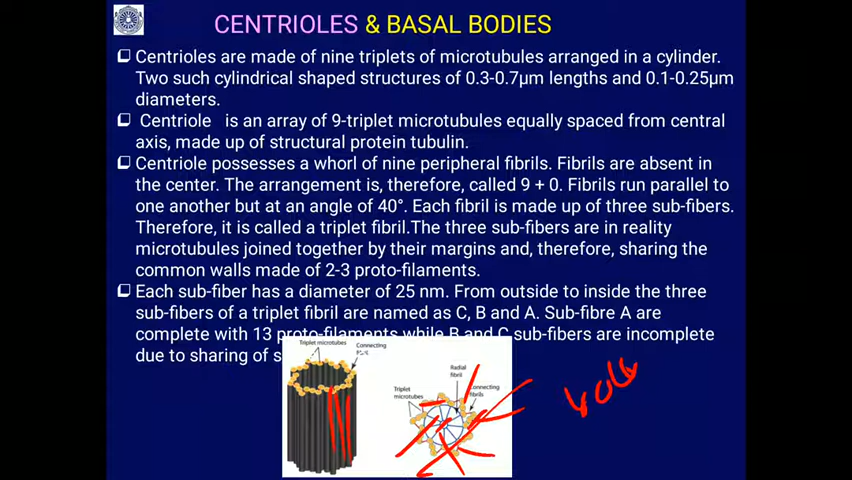 CENTRIOLES & BASAL BODIES
Centrioles are made of nine triplets of microtubules arranged in a cylinder.
Two such cylindrical shaped structures of 0.3-0.7μm lengths and 0.1-0.25μm
diameters.
Centriole is an array of 9-triplet microtubules equally spaced from central
axis, made up of structural protein tubulin.
Centriole possesses a whorl of nine peripheral fibrils. Fibrils are absent in
the center. The arrangement is, therefore, called 9 + 0. Fibrils run parallel to
one another but at an angle of 40°. Each fibril is made up of three sub-fibers.
Therefore, it is called a triplet fibril.The three sub-fibers are in reality
microtubules joined together by their margins and, therefore, sharing the
common walls made of 2-3 proto-filaments.
Each sub-fiber has a diameter of 25 nm. From outside to inside the three
sub-fibers of a triplet fibril are named as C, B and A. Sub-fibre A are
complete with 13 proto-filaments while B and C sub-fibers are incomplete
due to sharing of
Triplet microtubules
Connecting
Radial
fibril
Triplet
microtubules
Connecting
fibrils